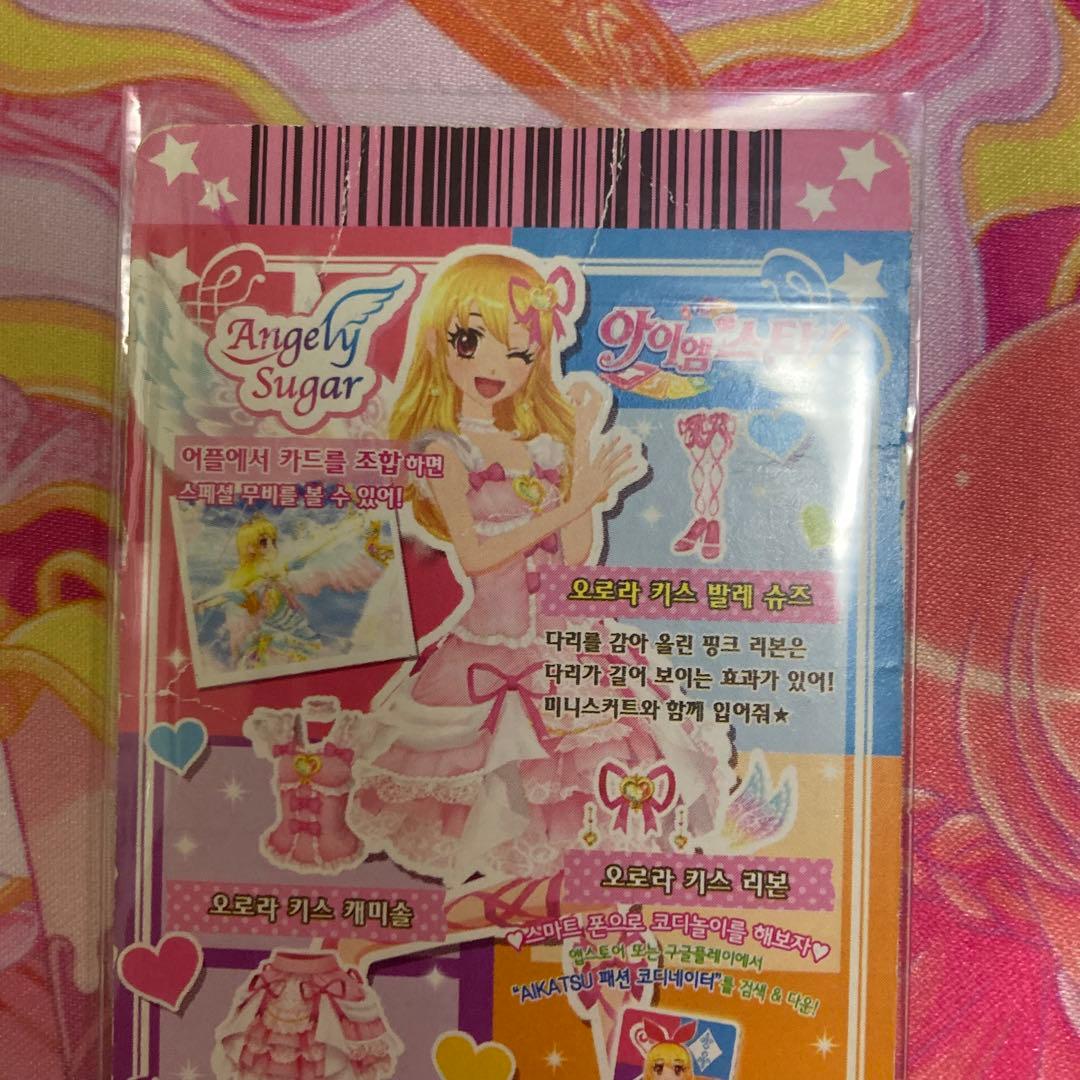 Angely
Sugar
아이엠★스타!
어플에서 카드를 조합하면
스페셜 무비를 볼 수 있어!
오로라 키스 발레 슈즈
다리를 감아 올린 핑크 리본은
다리가 길어 보이는 효과가 있어!
미니스커트와 함께 입어줘★
오로라 키스 리본
오로라 키스 캐미솔
♥스마트 폰으로 코디놀이를 해보자♥
앱스토어 또는 구글플레이에서
“AIKATSU 패션 코디네이터”를 검색 & 다운!